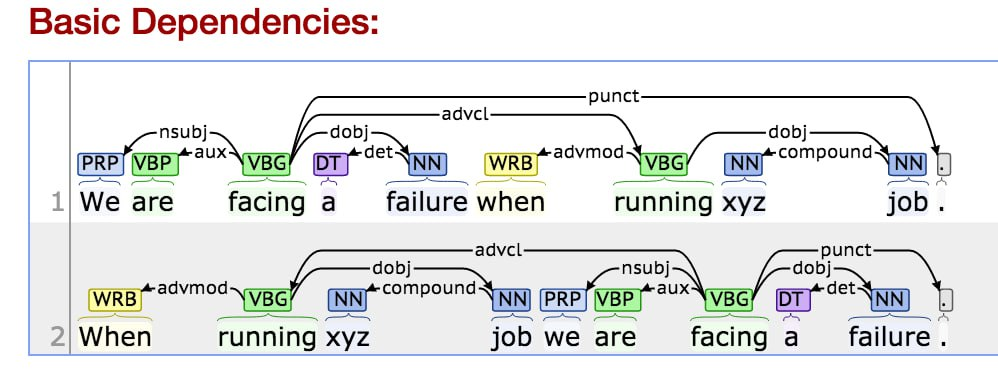 Basic Dependencies:
punct
advcl
nsubj aux dobj det advmod dobj compound
PRP VBP VBG DT NN WRB VBG NN NN .
1 We are facing a failure when running xyz job .
advcl punct
dobj nsubj dobj
advmod compound aux det
WRB VBG NN NN PRP VBP VBG DT NN .
2 When running xyz job we are facing a failure .